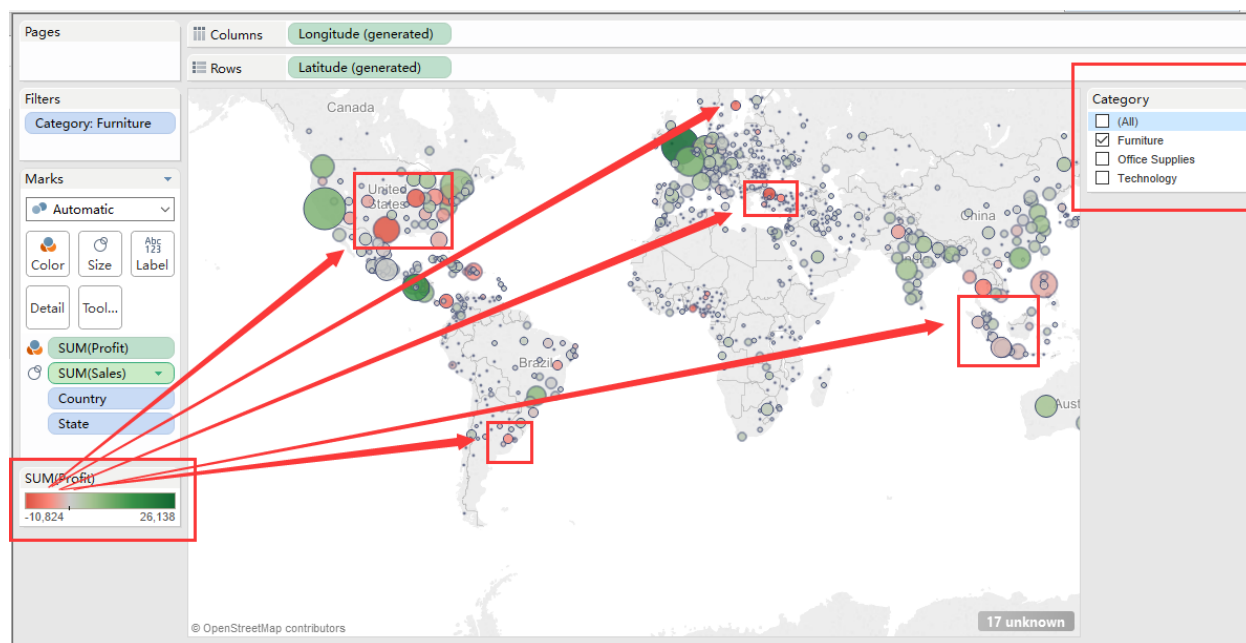 Pages
Columns
Longitude (generated)
Rows
Latitude (generated)
Filters
Category: Furniture
Marks
Automatic
Color
Size
Abc
123
Label
Detail
Tool...
SUM(Profit)
SUM(Sales)
Country
State
SUM(Profit)
-10,824
26,138
Canada
United
States
Brazil
China
© OpenStreetMap contributors
17 unknown
Category
(All)
Furniture
Office Supplies
Technology